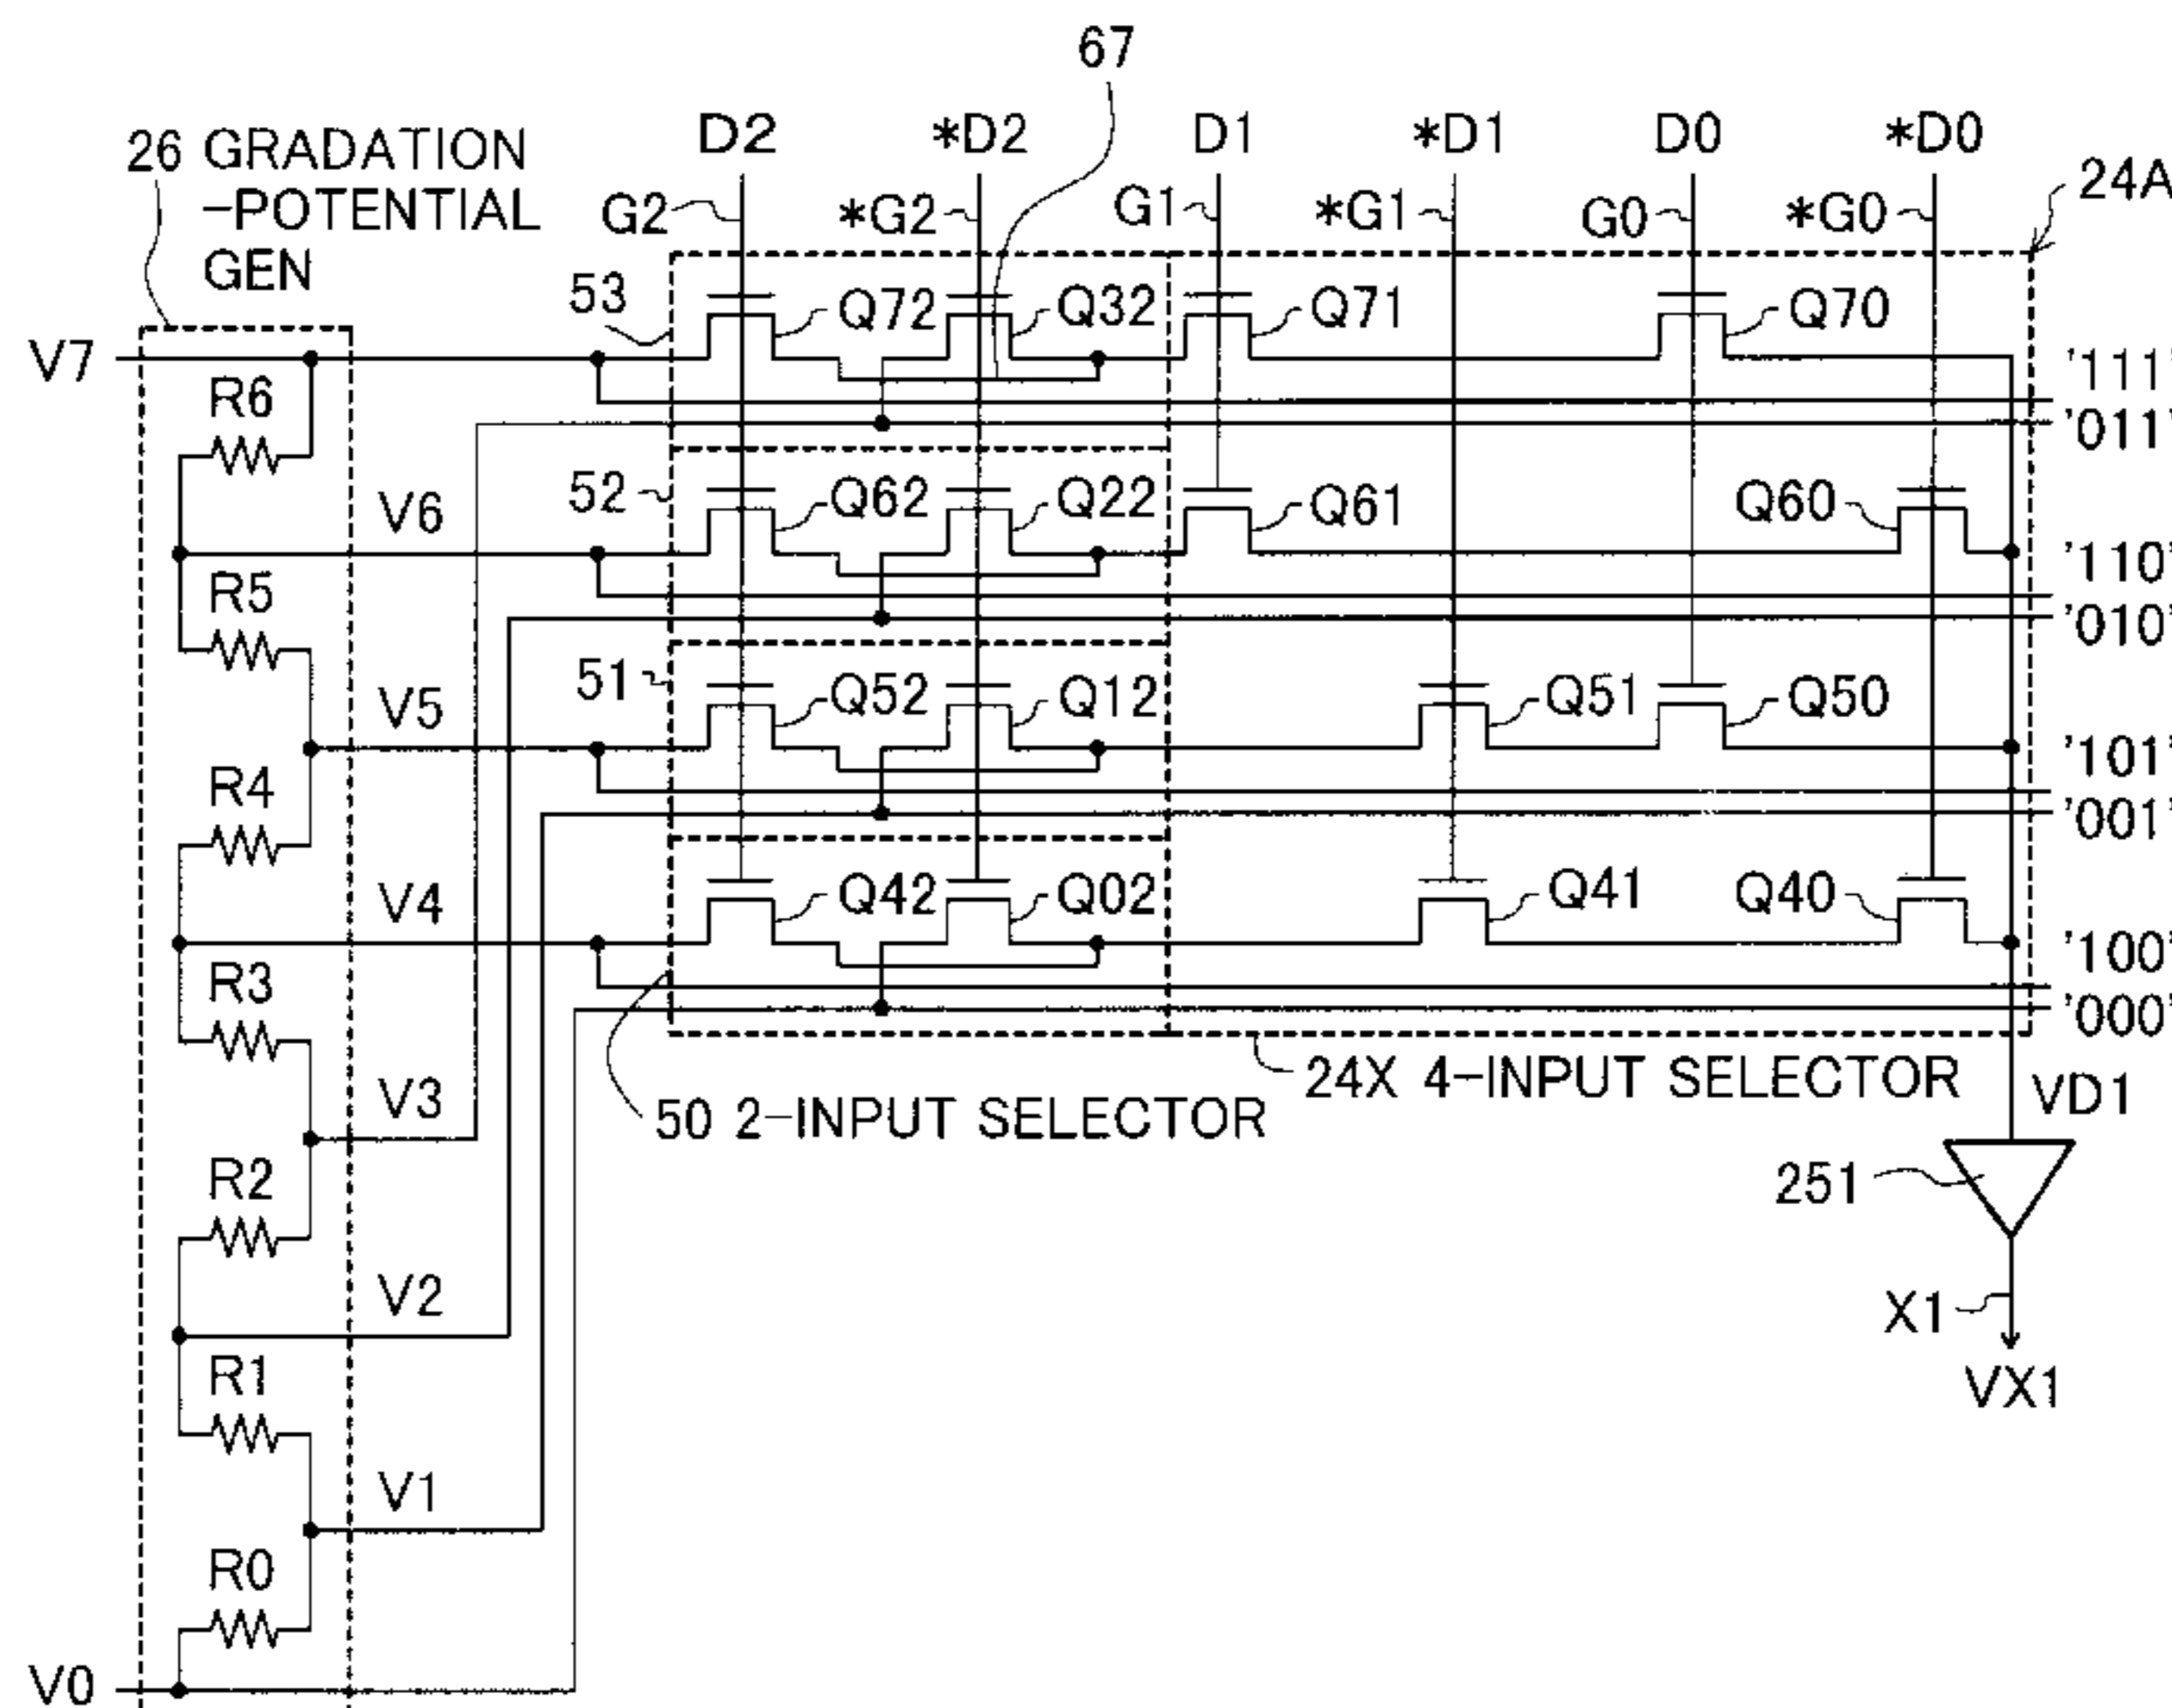 67
26 GRADATION
-POTENTIAL
GEN
D2 *D2 D1 *D1 D0 *D0
24A
G2 *G2 G1 *G1 G0 *G0
53 Q72 Q32 Q71 Q70
V7 '111'
R6 '011'
52 V6 Q62 Q22 Q61 Q60
'110'
R5 '010'
51 V5 Q52 Q12 Q51 Q50
'101'
R4 '001'
V4 Q42 Q02 Q41 Q40
'100'
R3 '000'
24X 4-INPUT SELECTOR
V3 50 2-INPUT SELECTOR VD1
R2 251
V2 X1
R1 VX1
V1
R0
V0